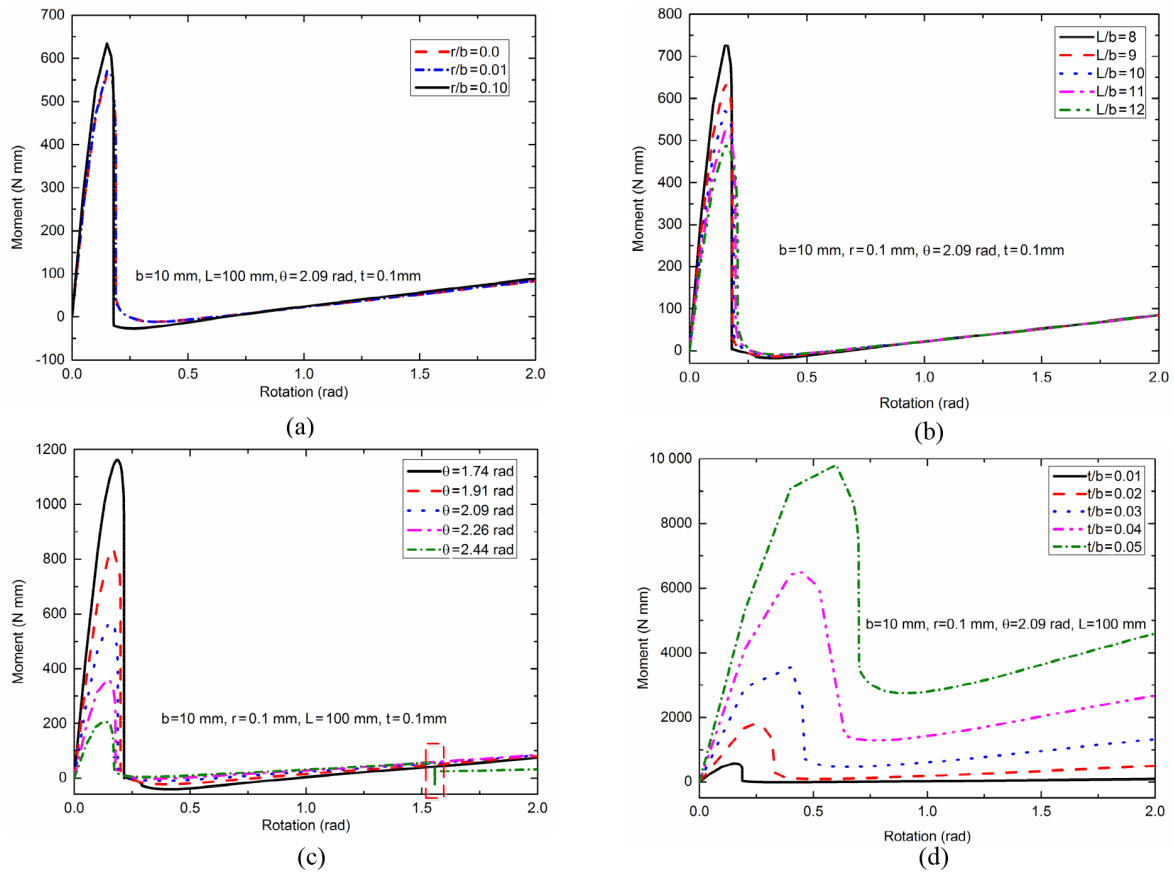 700
600
500
400
300
200
100
0
-100
Moment (N mm)
r/b=0.0
r/b=0.01
r/b=0.10
b=10 mm, L=100 mm, θ=2.09 rad, t=0.1mm
0.0 0.5 1.0 1.5 2.0
Rotation (rad)
(a)
800
700
600
500
400
300
200
100
0
Moment (N mm)
L/b=8
L/b=9
L/b=10
L/b=11
L/b=12
b=10 mm, r=0.1 mm, θ=2.09 rad, t=0.1mm
0.0 0.5 1.0 1.5 2.0
Rotation (rad)
(b)
1200
1000
800
600
400
200
0
Moment (N mm)
θ=1.74 rad
θ=1.91 rad
θ=2.09 rad
θ=2.26 rad
θ=2.44 rad
b=10 mm, r=0.1 mm, L=100 mm, t=0.1mm
0.0 0.5 1.0 1.5 2.0
Rotation (rad)
(c)
10 000
8000
6000
4000
2000
0
Moment (N mm)
t/b=0.01
t/b=0.02
t/b=0.03
t/b=0.04
t/b=0.05
b=10 mm, r=0.1 mm, θ=2.09 rad, L=100 mm
0.0 0.5 1.0 1.5 2.0
Rotation (rad)
(d)